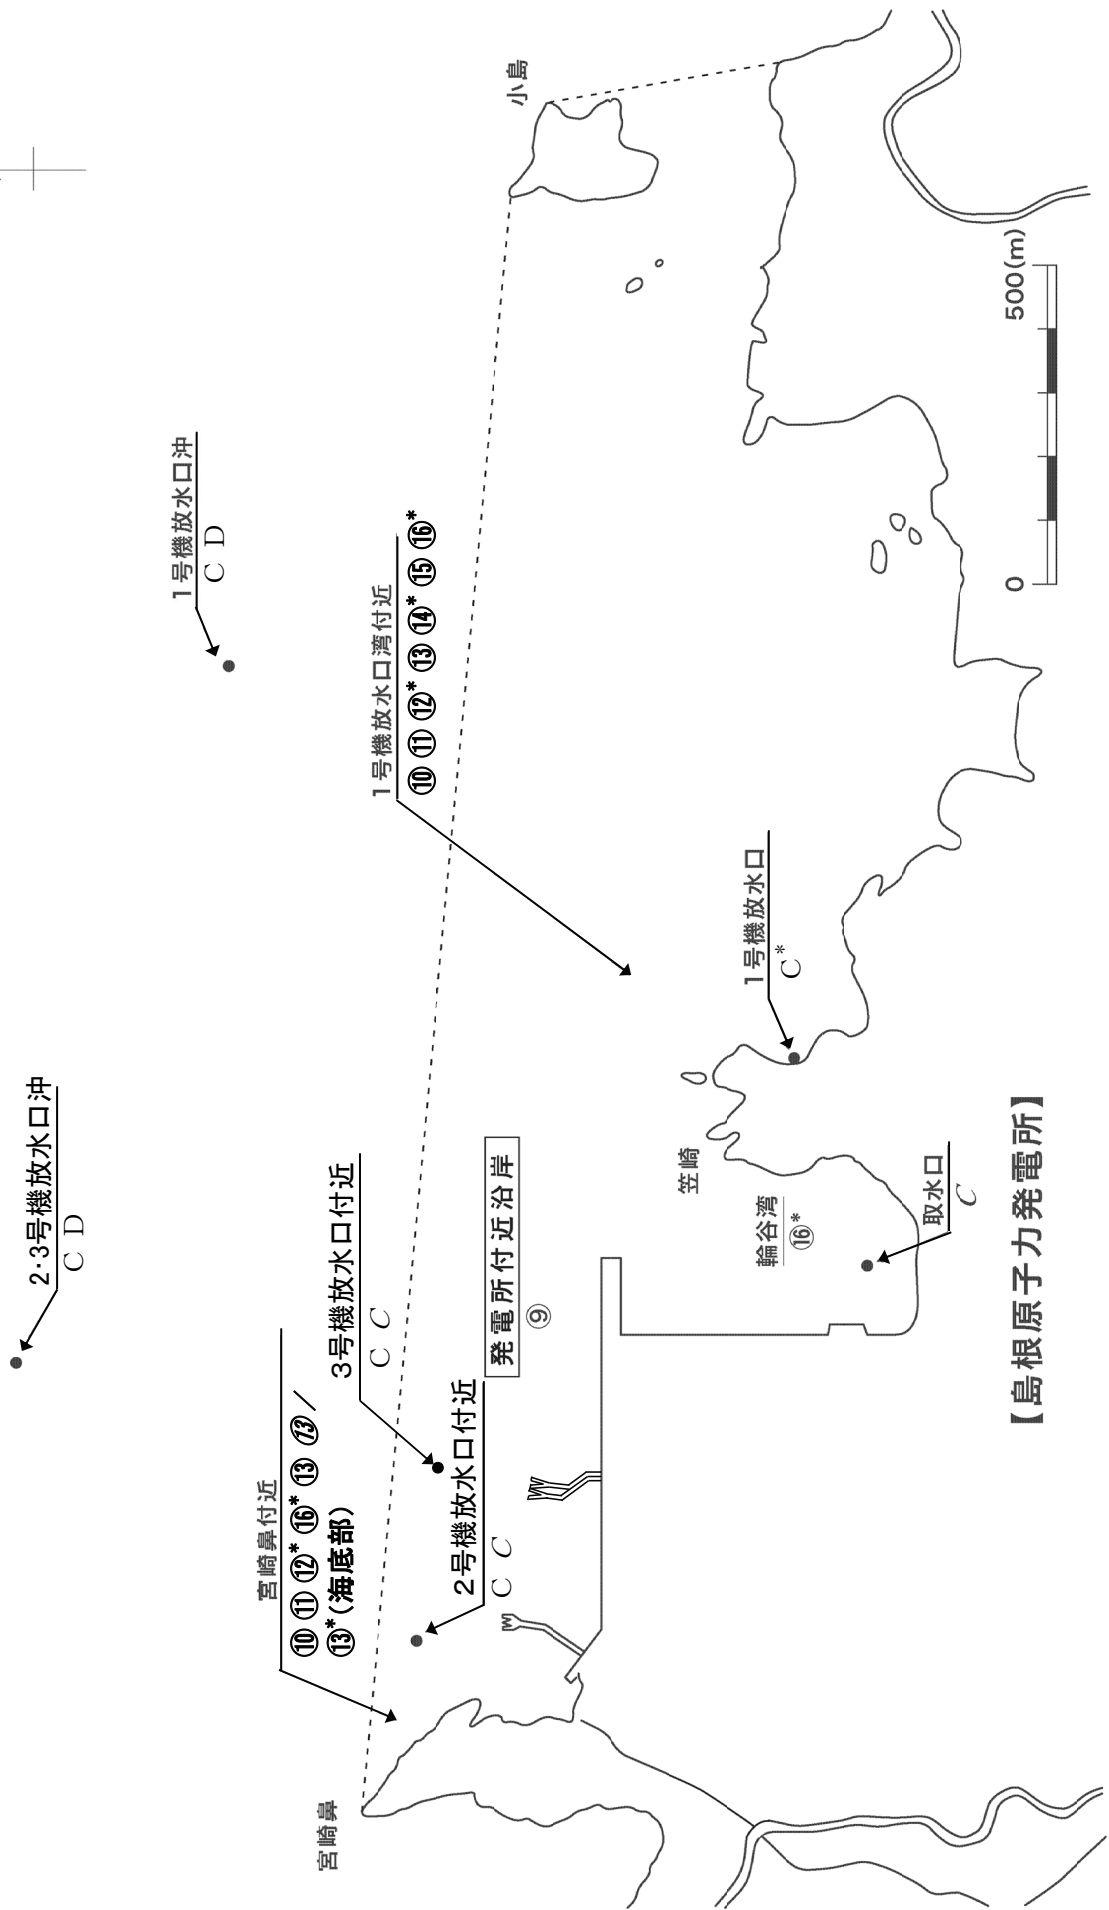 2・3号機放水口沖
C D
1号機放水口沖
C D
宮崎鼻付近
⑩ ⑪ ⑫* ⑯* ⑬ ⑬ /
⑬*(海底部)
3号機放水口付近
C C
1号機放水口湾付近
⑩ ⑪ ⑫* ⑬ ⑭* ⑮ ⑯*
小島
宮崎鼻
2号機放水口付近
C C
発電所付近沿岸
⑨
笠崎
輪谷湾
⑯*
1号機放水口
C*
取水口
C
【島根原子力発電所】
0 500(m)